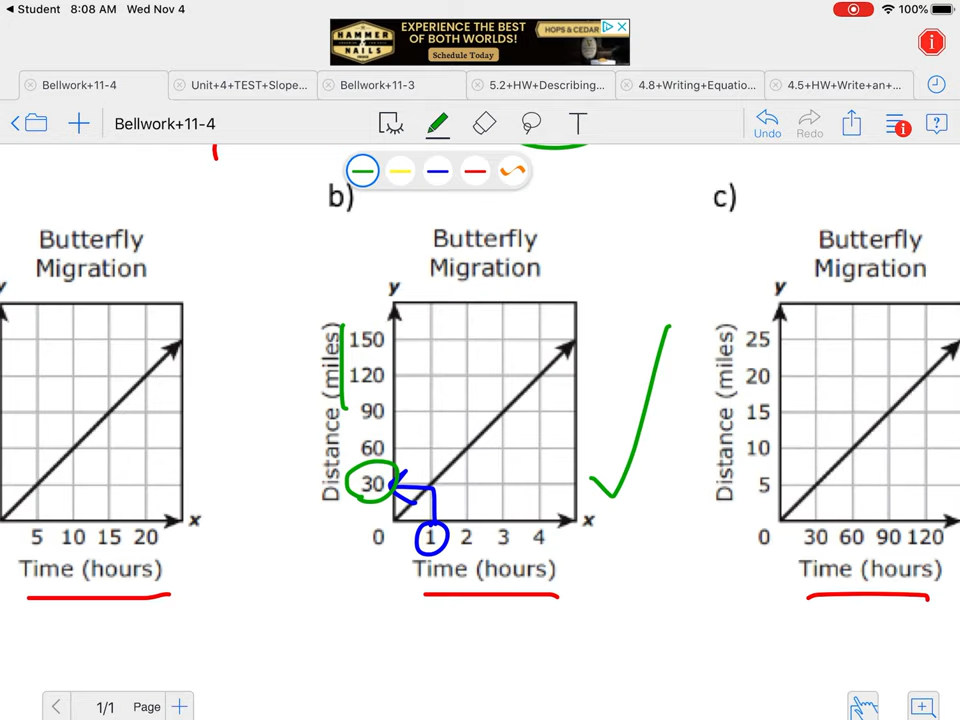 Student 8:08 AM Wed Nov 4 100%
HAMMER & NAILS
EXPERIENCE THE BEST
OF BOTH WORLDS!
Schedule Today
HOPS & CEDAR
Bellwork+11-4
Unit+4+TEST+Slope...
Bellwork+11-3
5.2+HW+Describing...
4.8+Writing+Equatio...
4.5+HW+Write+an+...
Bellwork+11-4
T
Undo
Redo
b)
c)
Butterfly
Migration
y
5 10 15 20
x
Time (hours)
Butterfly
Migration
y
Distance (miles)
150
120
90
60
30
0 1 2 3 4
x
Time (hours)
Butterfly
Migration
y
Distance (miles)
25
20
15
10
5
0 30 60 90 120
Time (hours)
1/1 Page